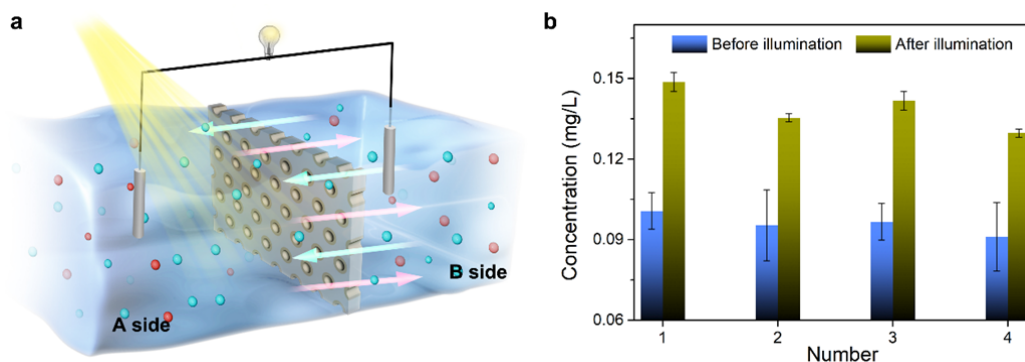 a
A side
B side
b
Before illumination
After illumination
Concentration (mg/L)
0.15
0.12
0.09
0.06
1
2
3
4
Number